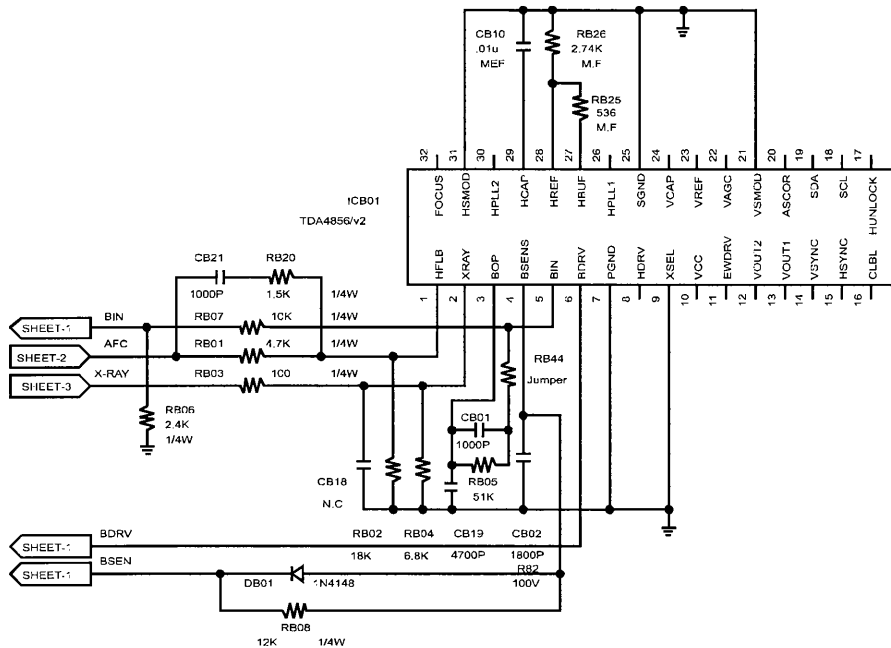 CB10
.01u
MEF
RB26
2.74K
M.F
RB25
536
M.F
32
31
30
29
28
27
26
25
24
23
22
21
20
19
18
17
ICB01
TDA4856/v2
FOCUS
HSMOD
HPLL2
HCAP
HREF
HBUF
HPLL1
SGND
VCAP
VREF
VAGC
VSMOD
ASCOR
SDA
SCL
HUNLOCK
HFLB
XRAY
BOP
BSENS
BIN
BDRV
PGND
HDRV
XSEL
VCC
EWDRV
VOUT2
VOUT1
VSYNC
HSYNC
CLBL
1
2
3
4
5
6
7
8
9
10
11
12
13
14
15
16
CB21
RB20
1000P
1.5K
1/4W
SHEET-1
BIN
RB07
10K
1/4W
SHEET-2
AFC
RB01
4.7K
1/4W
SHEET-3
X-RAY
RB03
100
RB44
Jumper
RB06
2.4K
1/4W
CB01
1000P
CB18
N.C
RB05
51K
SHEET-1
BDRV
RB02
18K
RB04
6.8K
CB19
4700P
CB02
1800P
R82
100V
SHEET-1
BSEN
DB01
1N4148
RB08
12K
1/4W